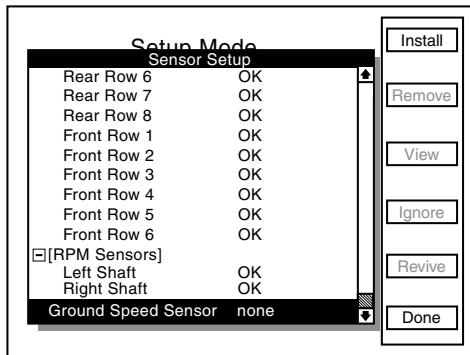 Setup Mode
Sensor Setup
Rear Row 6 OK
Rear Row 7 OK
Rear Row 8 OK
Front Row 1 OK
Front Row 2 OK
Front Row 3 OK
Front Row 4 OK
Front Row 5 OK
Front Row 6 OK
[RPM Sensors]
Left Shaft OK
Right Shaft OK
Ground Speed Sensor none
Install
Remove
View
Ignore
Revive
Done